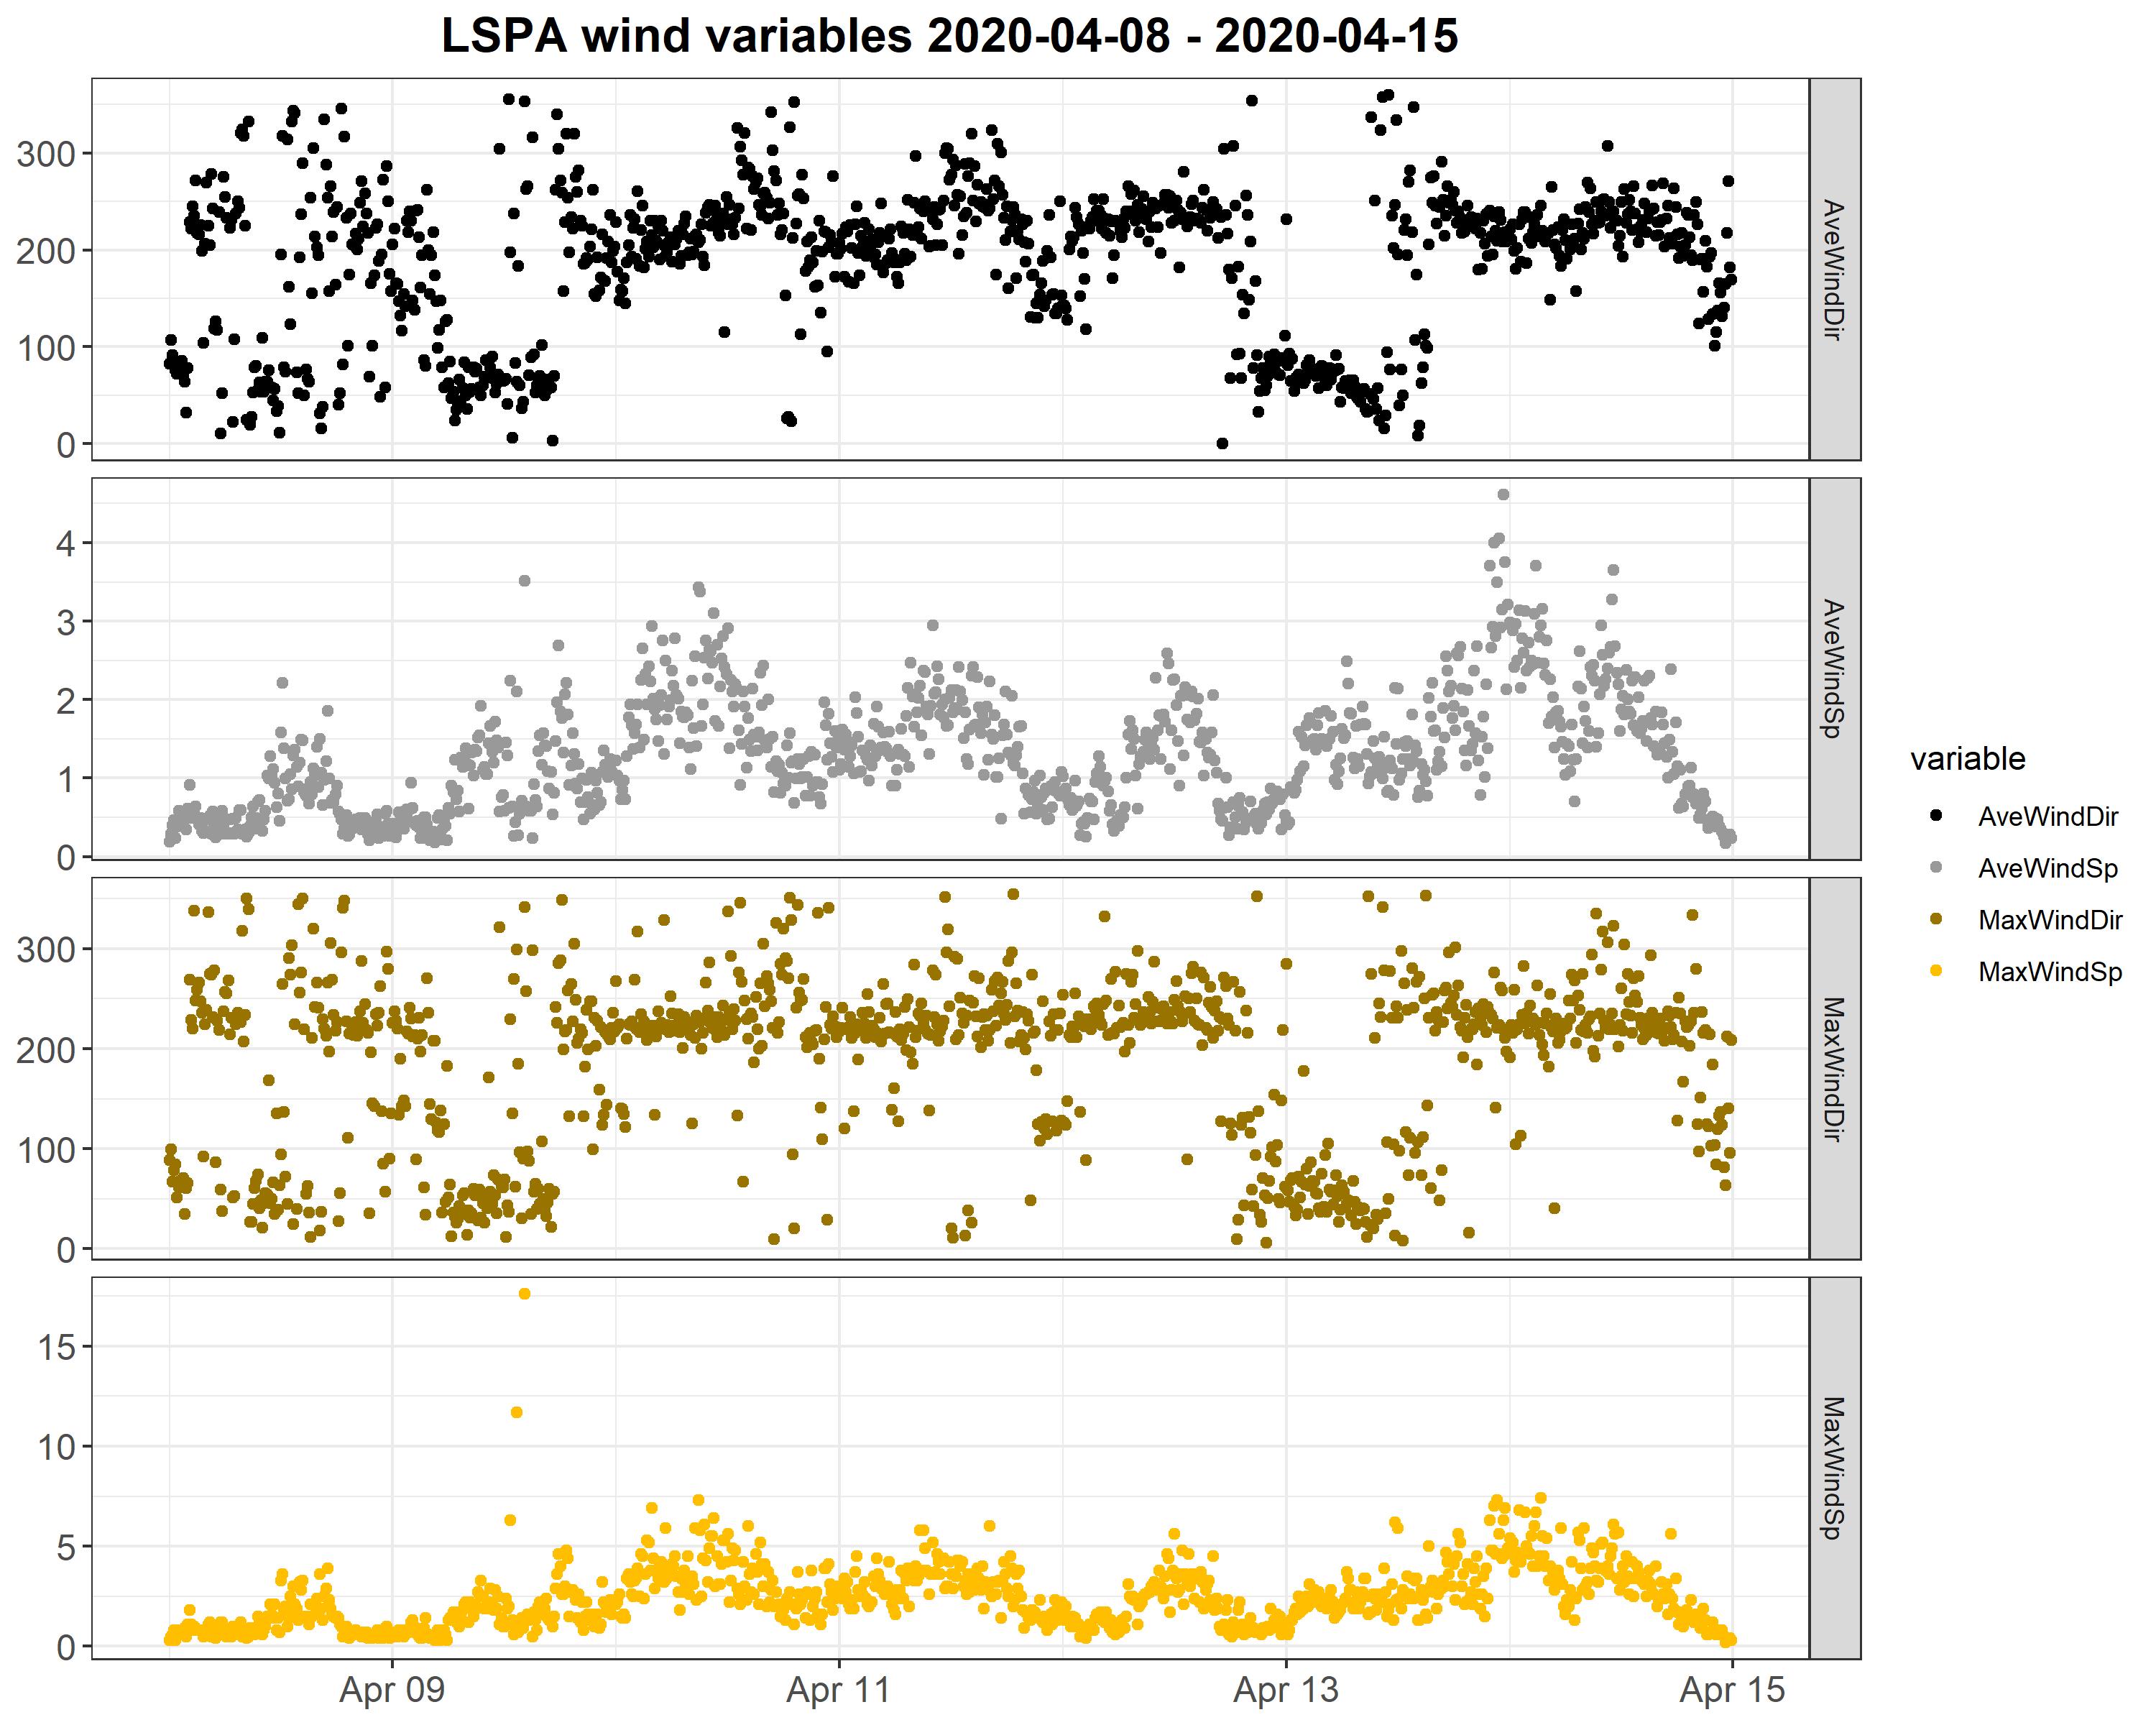 LSPA wind variables 2020-04-08 - 2020-04-15
300
200
100
0
AveWindDir
4
3
2
1
0
AveWindSp
300
200
100
0
MaxWindDir
15
10
5
0
MaxWindSp
Apr 09
Apr 11
Apr 13
Apr 15
variable
AveWindDir
AveWindSp
MaxWindDir
MaxWindSp